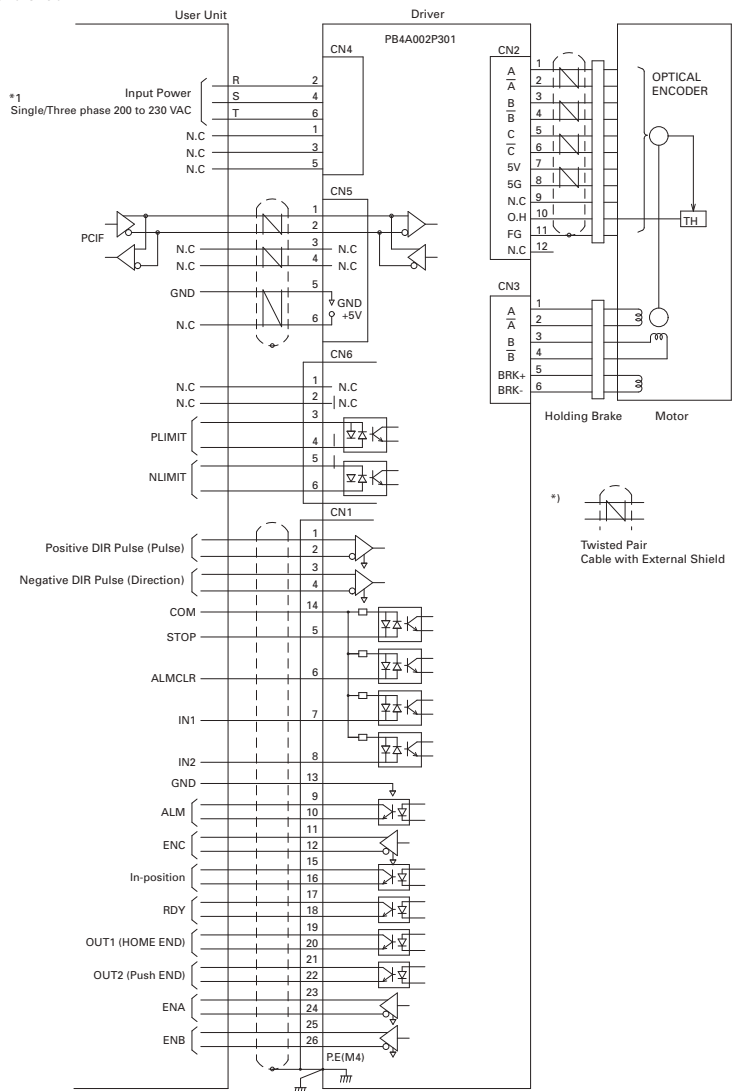 User Unit
Driver
PB4A002P301
CN4
*1
Input Power
Single/Three phase 200 to 230 VAC
R 2
S 4
T 6
N.C 1
N.C 3
N.C 5
CN5
PCIF
1
2
N.C 3 N.C
N.C 4 N.C
GND 5 GND
N.C 6 +5V
CN6
N.C 1 N.C
N.C 2 N.C
PLIMIT
3
4
NLIMIT
5
6
CN1
Positive DIR Pulse (Pulse)
1
2
Negative DIR Pulse (Direction)
3
4
COM 14
STOP 5
ALMCLR 6
IN1 7
IN2 8
GND 13
ALM
9
10
ENC
11
12
In-position
15
16
RDY
17
18
OUT1 (HOME END)
19
20
OUT2 (Push END)
21
22
ENA
23
24
ENB
25
26
P.E(M4)
CN2
A 1
A̅ 2
B 3
B̅ 4
C 5
C̅ 6
5V 7
5G 8
N.C 9
O.H 10
FG 11
N.C 12
OPTICAL
ENCODER
TH
CN3
A 1
A̅ 2
B 3
B̅ 4
BRK+ 5
BRK- 6
Holding Brake
Motor
*)
Twisted Pair
Cable with External Shield